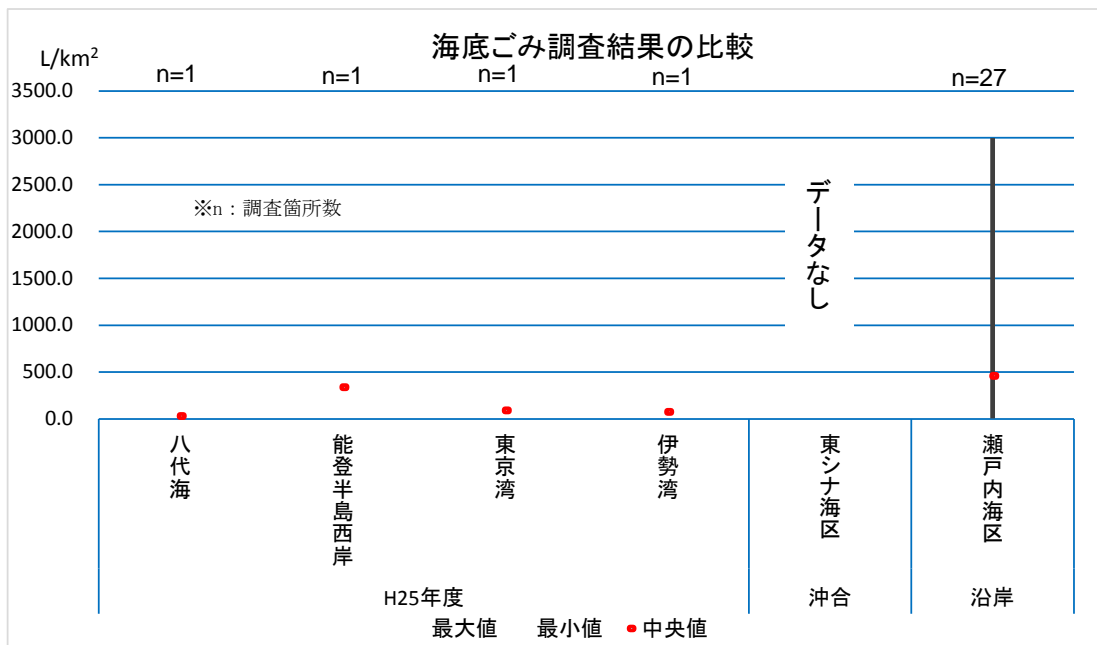 海底ごみ調査結果の比較
L/km²
n=1
n=1
n=1
n=1
n=27
3500.0
3000.0
2500.0
2000.0
1500.0
1000.0
500.0
0.0
※n：調査箇所数
データなし
八代海
能登半島西岸
東京湾
伊勢湾
東シナ海区
瀬戸内海区
H25年度
沖合
沿岸
最大値
最小値
中央値